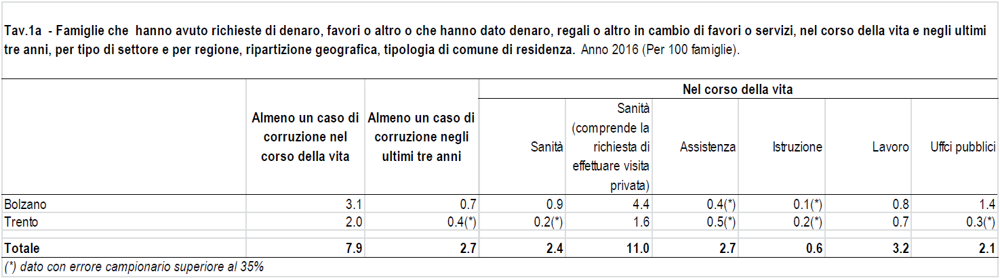 Tav.1a - Famiglie che hanno avuto richieste di denaro, favori o altro o che hanno dato denaro, regali o altro in cambio di favori o servizi, nel corso della vita e negli ultimi
tre anni, per tipo di settore e per regione, ripartizione geografica, tipologia di comune di residenza. Anno 2016 (Per 100 famiglie).
Nel corso della vita
Almeno un caso di
corruzione nel
corso della vita
Almeno un caso di
corruzione negli
ultimi tre anni
Sanità
Sanità
(comprende la
richiesta di
effettuare visita
privata)
Assistenza
Istruzione
Lavoro
Uffci pubblici
Bolzano 3.1 0.7 0.9 4.4 0.4(*) 0.1(*) 0.8 1.4
Trento 2.0 0.4(*) 0.2(*) 1.6 0.5(*) 0.2(*) 0.7 0.3(*)
Totale 7.9 2.7 2.4 11.0 2.7 0.6 3.2 2.1
(*) dato con errore campionario superiore al 35%